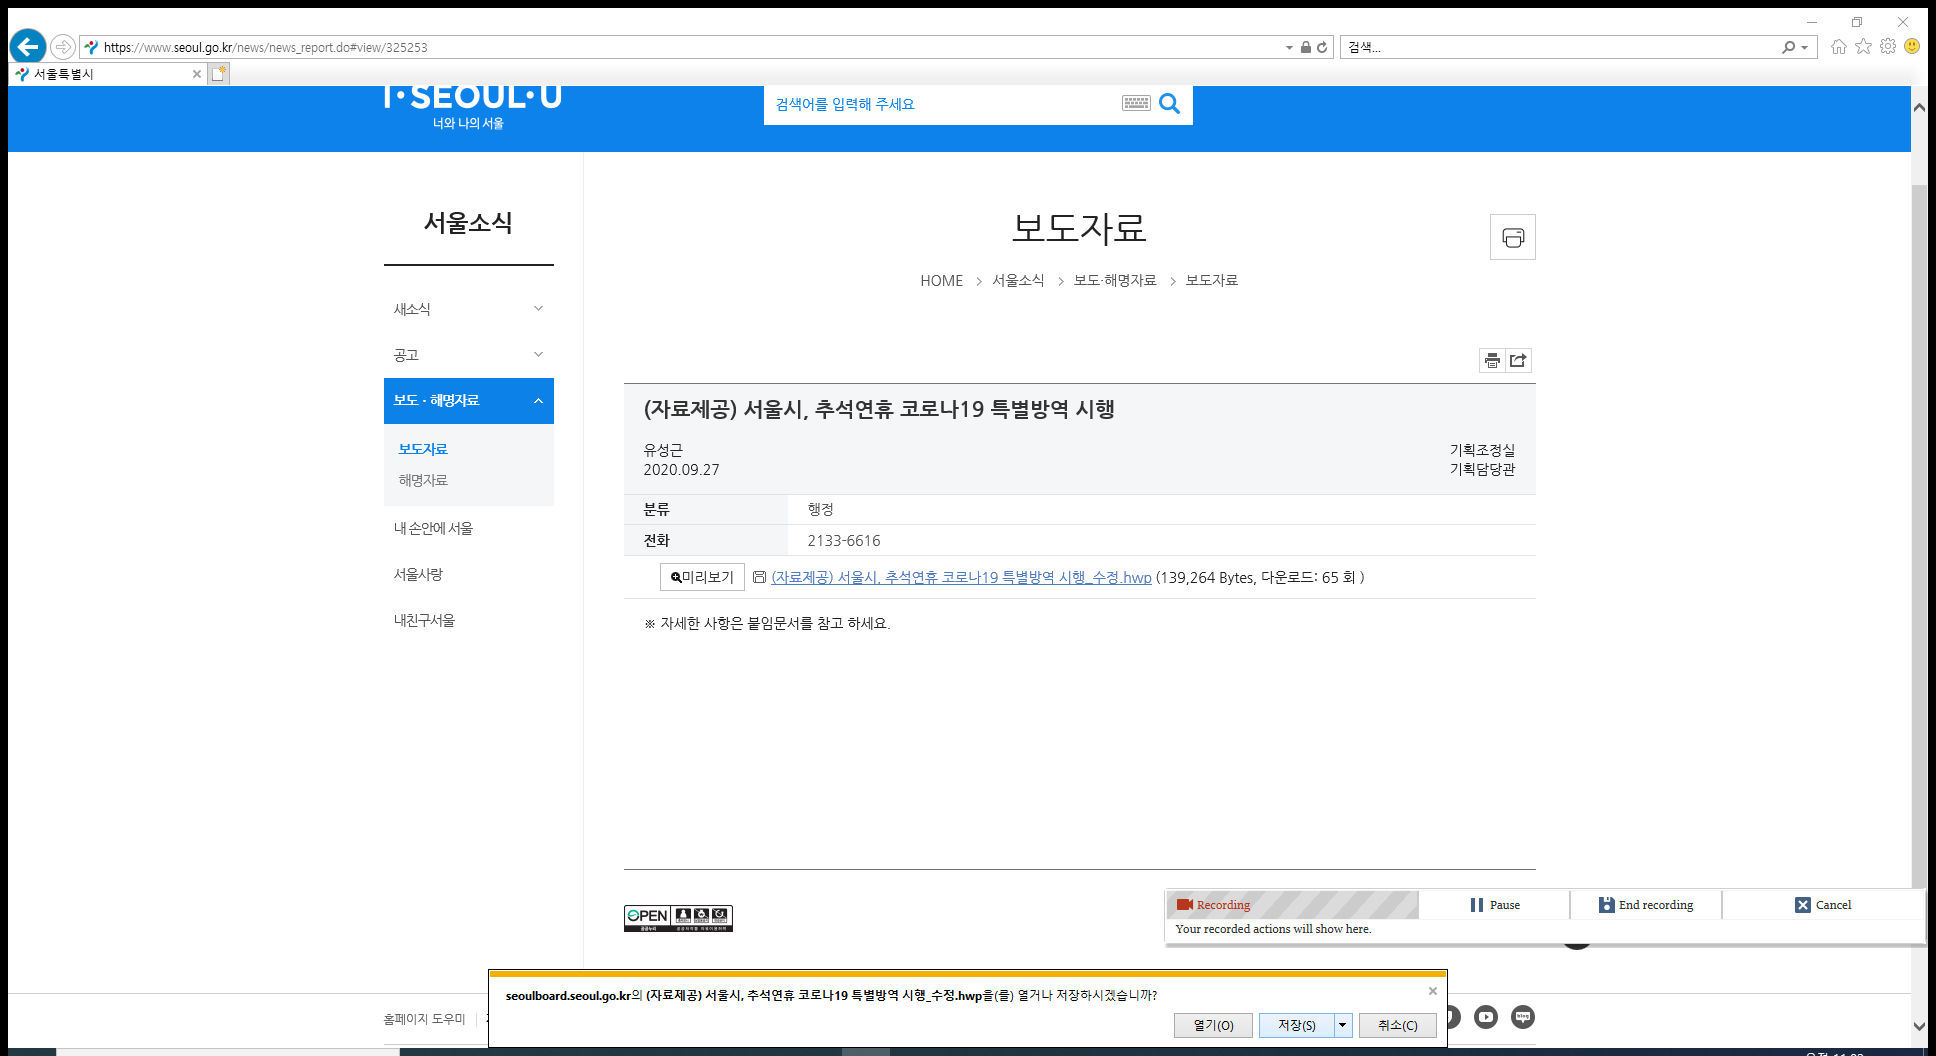 https://www.seoul.go.kr/news/news_report.do#view/325253
검색...
서울특별시
I·SEOUL·U
너와 나의 서울
검색어를 입력해 주세요
서울소식
새소식
공고
보도·해명자료
보도자료
해명자료
내 손안에 서울
서울사랑
내친구서울
보도자료
HOME > 서울소식 > 보도·해명자료 > 보도자료
(자료제공) 서울시, 추석연휴 코로나19 특별방역 시행
유성근 기획조정실
2020.09.27 기획담당관
분류 행정
전화 2133-6616
미리보기 (자료제공) 서울시, 추석연휴 코로나19 특별방역 시행_수정.hwp (139,264 Bytes, 다운로드: 65 회 )
※ 자세한 사항은 붙임문서를 참고 하세요.
OPEN
공공누리
Recording Pause End recording Cancel
Your recorded actions will show here.
seoulboard.seoul.go.kr의 (자료제공) 서울시, 추석연휴 코로나19 특별방역 시행_수정.hwp을(를) 열거나 저장하시겠습니까?
열기(O) 저장(S) 취소(C)
홈페이지 도우미
blog